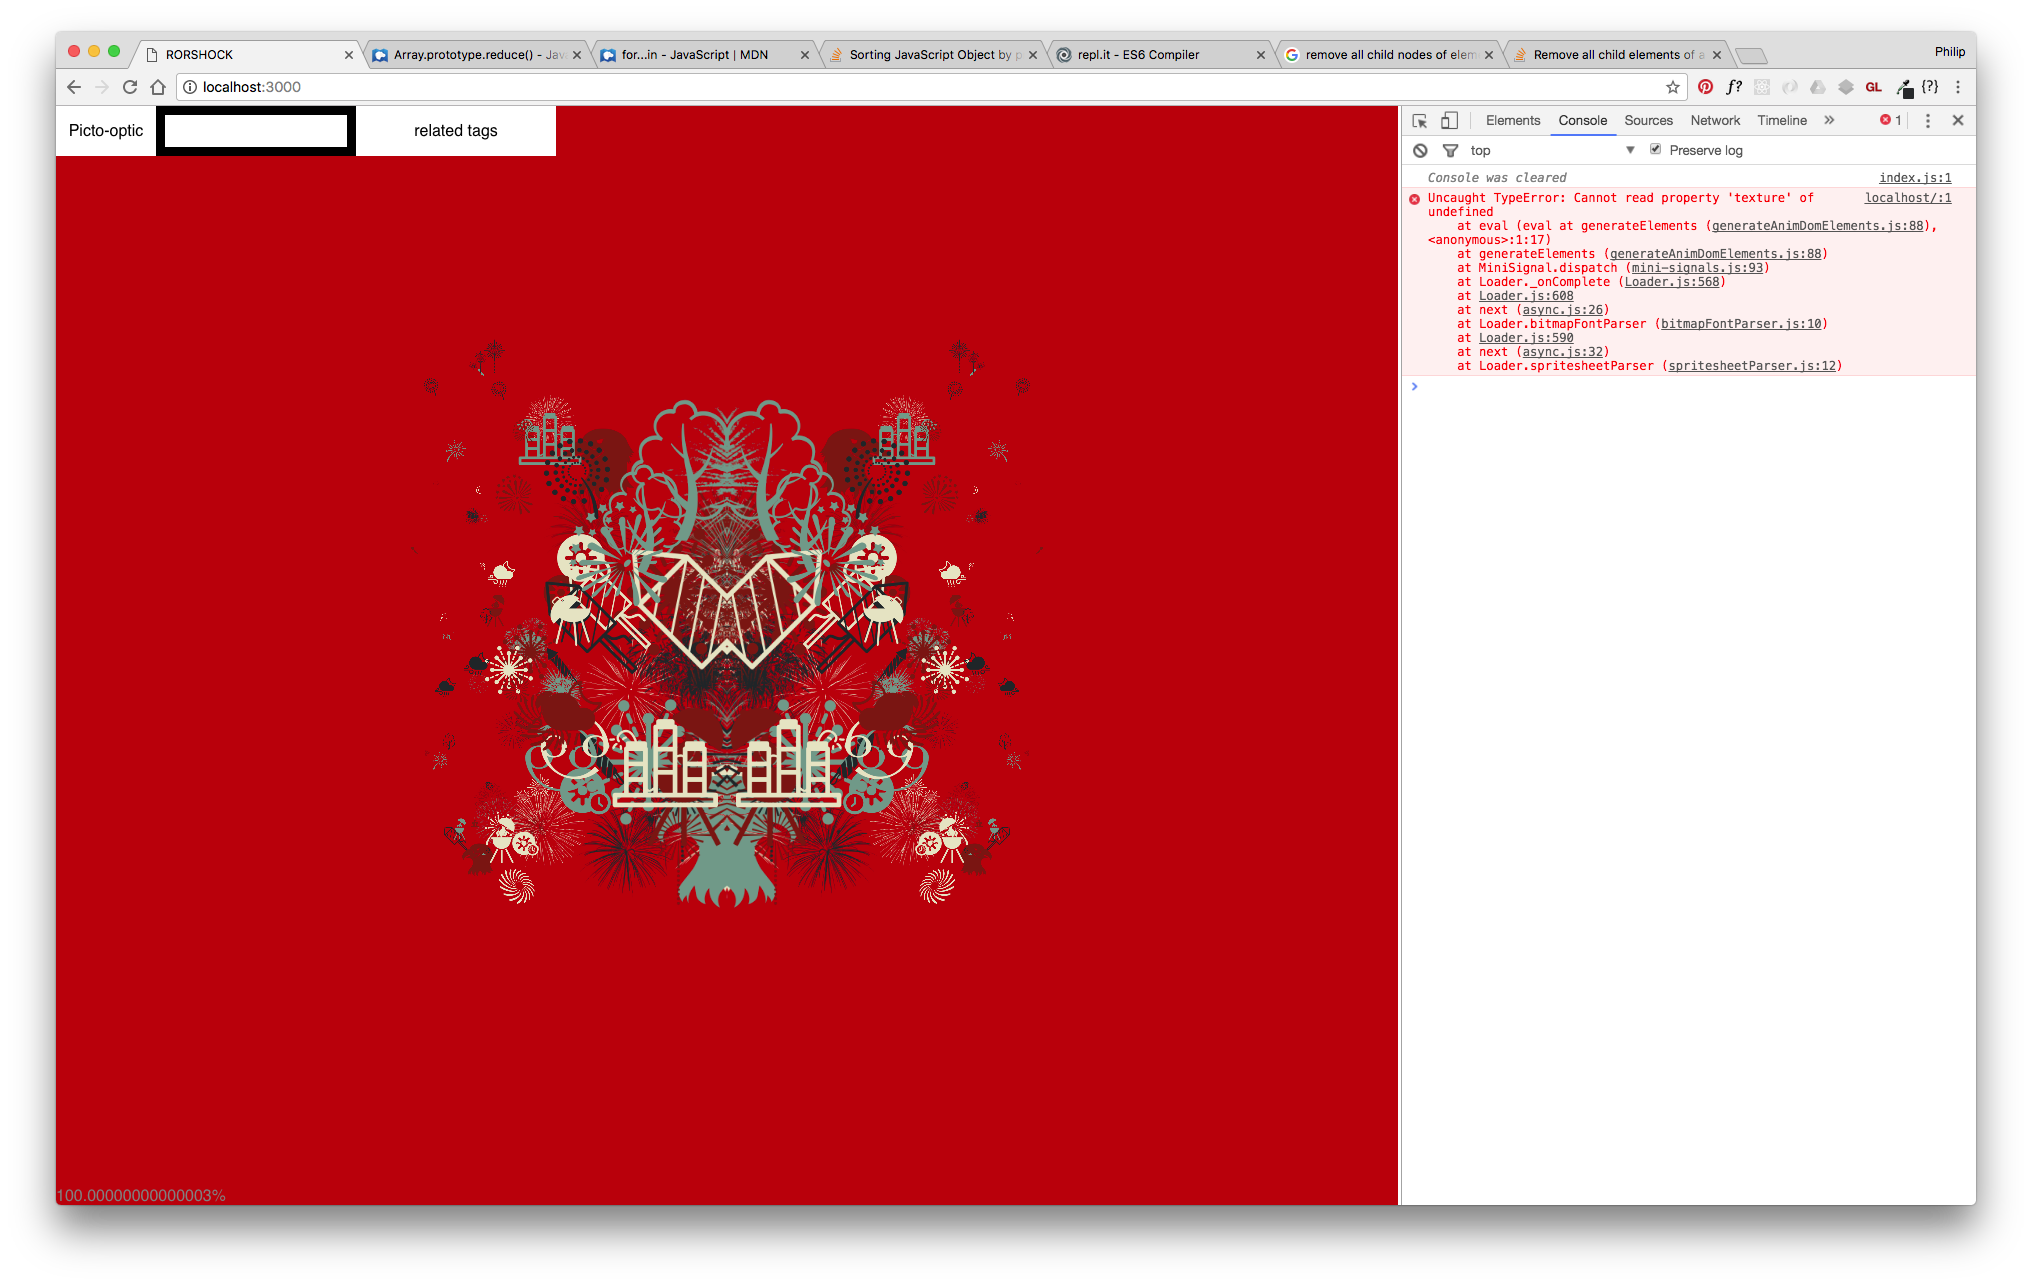 RORSHOCK
Array.prototype.reduce() - Jav
for...in - JavaScript | MDN
Sorting JavaScript Object by p
repl.it - ES6 Compiler
remove all child nodes of elem
Remove all child elements of a
Philip
localhost:3000
f?
GL
{?}
Picto-optic
related tags
Elements
Console
Sources
Network
Timeline
1
top
Preserve log
Console was cleared
index.js:1
Uncaught TypeError: Cannot read property 'texture' of
localhost/:1
undefined
at eval (eval at generateElements (generateAnimDomElements.js:88),
<anonymous>:1:17)
at generateElements (generateAnimDomElements.js:88)
at MiniSignal.dispatch (mini-signals.js:93)
at Loader._onComplete (Loader.js:568)
at Loader.js:608
at next (async.js:26)
at Loader.bitmapFontParser (bitmapFontParser.js:10)
at Loader.js:590
at next (async.js:32)
at Loader.spritesheetParser (spritesheetParser.js:12)
100.00000000000003%